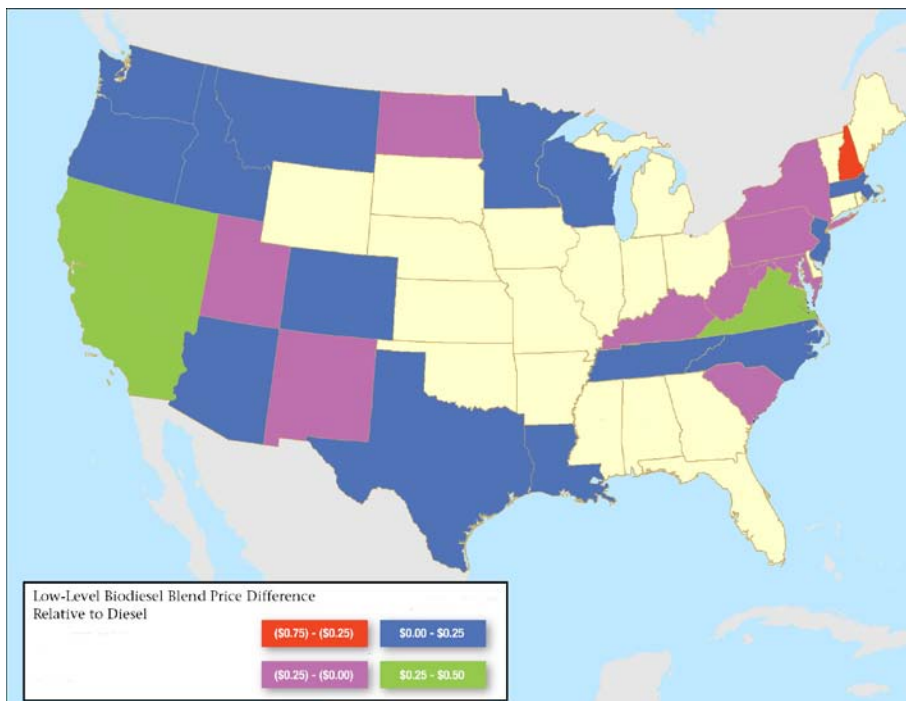 Low-Level Biodiesel Blend Price Difference
Relative to Diesel
($0.75) - ($0.25)
$0.00 - $0.25
($0.25) - ($0.00)
$0.25 - $0.50